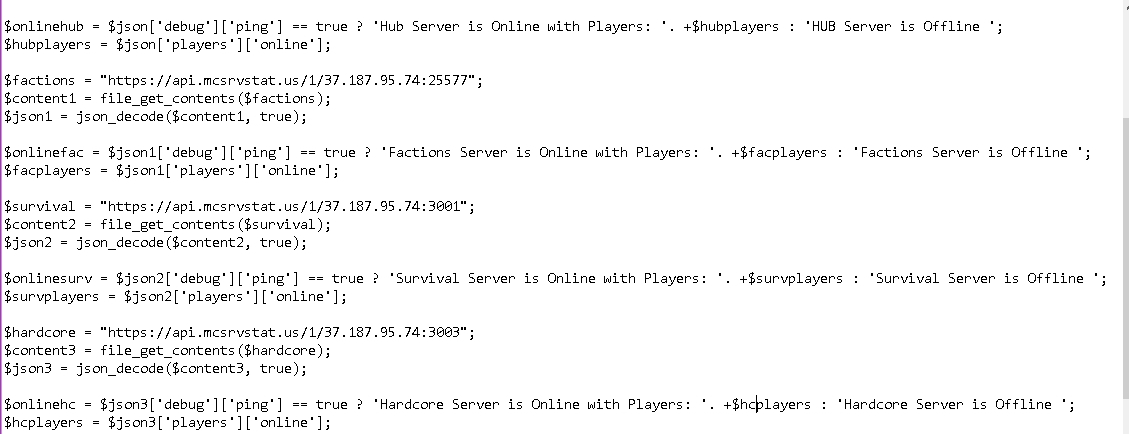 $onlinehub = $json['debug']['ping'] == true ? 'Hub Server is Online with Players: '. +$hubplayers : 'HUB Server is Offline ';
$hubplayers = $json['players']['online'];
$factions = "https://api.mcsrvstat.us/1/37.187.95.74:25577";
$content1 = file_get_contents($factions);
$json1 = json_decode($content1, true);
$onlinefac = $json1['debug']['ping'] == true ? 'Factions Server is Online with Players: '. +$facplayers : 'Factions Server is Offline ';
$facplayers = $json1['players']['online'];
$survival = "https://api.mcsrvstat.us/1/37.187.95.74:3001";
$content2 = file_get_contents($survival);
$json2 = json_decode($content2, true);
$onlinesurv = $json2['debug']['ping'] == true ? 'Survival Server is Online with Players: '. +$survplayers : 'Survival Server is Offline ';
$survplayers = $json2['players']['online'];
$hardcore = "https://api.mcsrvstat.us/1/37.187.95.74:3003";
$content3 = file_get_contents($hardcore);
$json3 = json_decode($content3, true);
$onlinehc = $json3['debug']['ping'] == true ? 'Hardcore Server is Online with Players: '. +$hcplayers : 'Hardcore Server is Offline ';
$hcplayers = $json3['players']['online'];